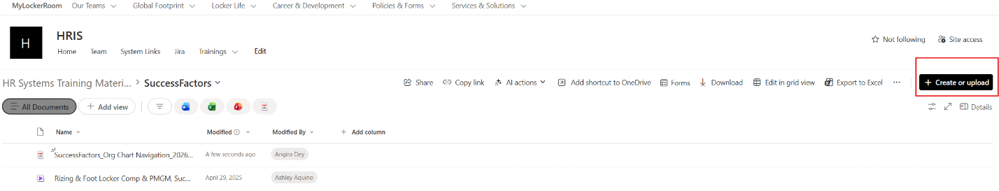 MyLockerRoom Our Teams Global Footprint Locker Life Career & Development Policies & Forms Services & Solutions
H
HRIS
Home Team System Links Jira Trainings Edit
Not following Site access
HR Systems Training Materi... > SuccessFactors
Share Copy link AI actions Add shortcut to OneDrive Forms Download Edit in grid view Export to Excel ... + Create or upload
All Documents + Add view
Details
Name Modified Modified By + Add column
SuccessFactors_Org Chart Navigation_2026... A few seconds ago Angira Dey
Rizing & Foot Locker Comp & PMGM, Suc... April 29, 2025 Ashley Aquino